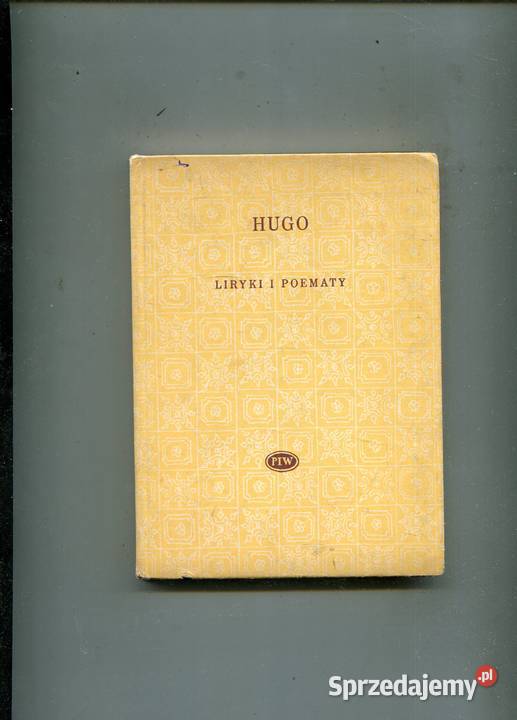 HUGO
LIRYKI I POEMATY
PIW
Sprzedajemy.pl